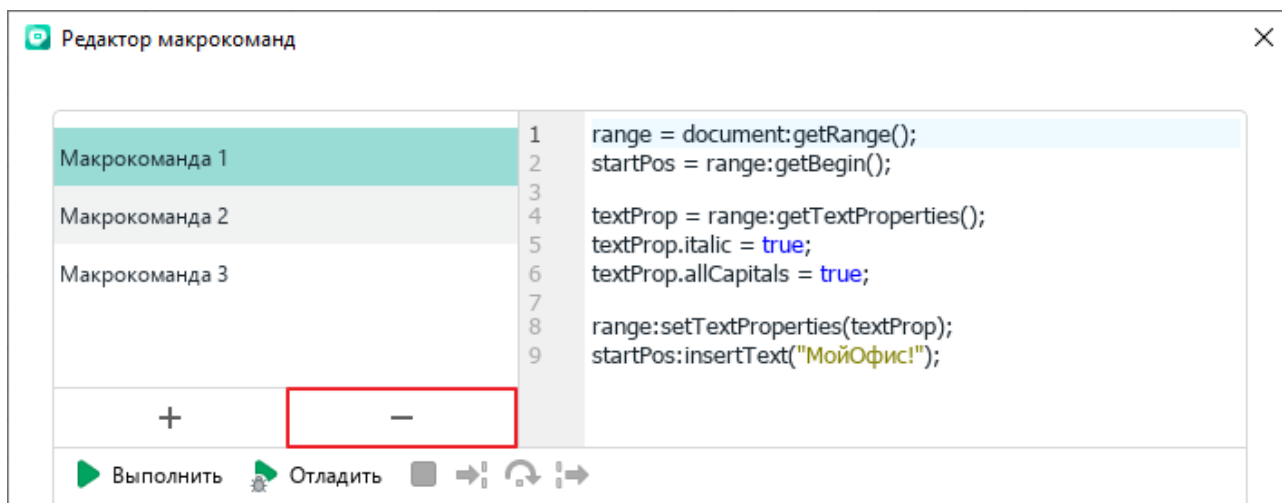 Редактор макрокоманд
Макрокоманда 1
Макрокоманда 2
Макрокоманда 3
1 range = document:getRange();
2 startPos = range:getBegin();
3
4 textProp = range:getTextProperties();
5 textProp.italic = true;
6 textProp.allCapitals = true;
7
8 range:setTextProperties(textProp);
9 startPos:insertText("МойОфис!");
+ −
Выполнить Отладить